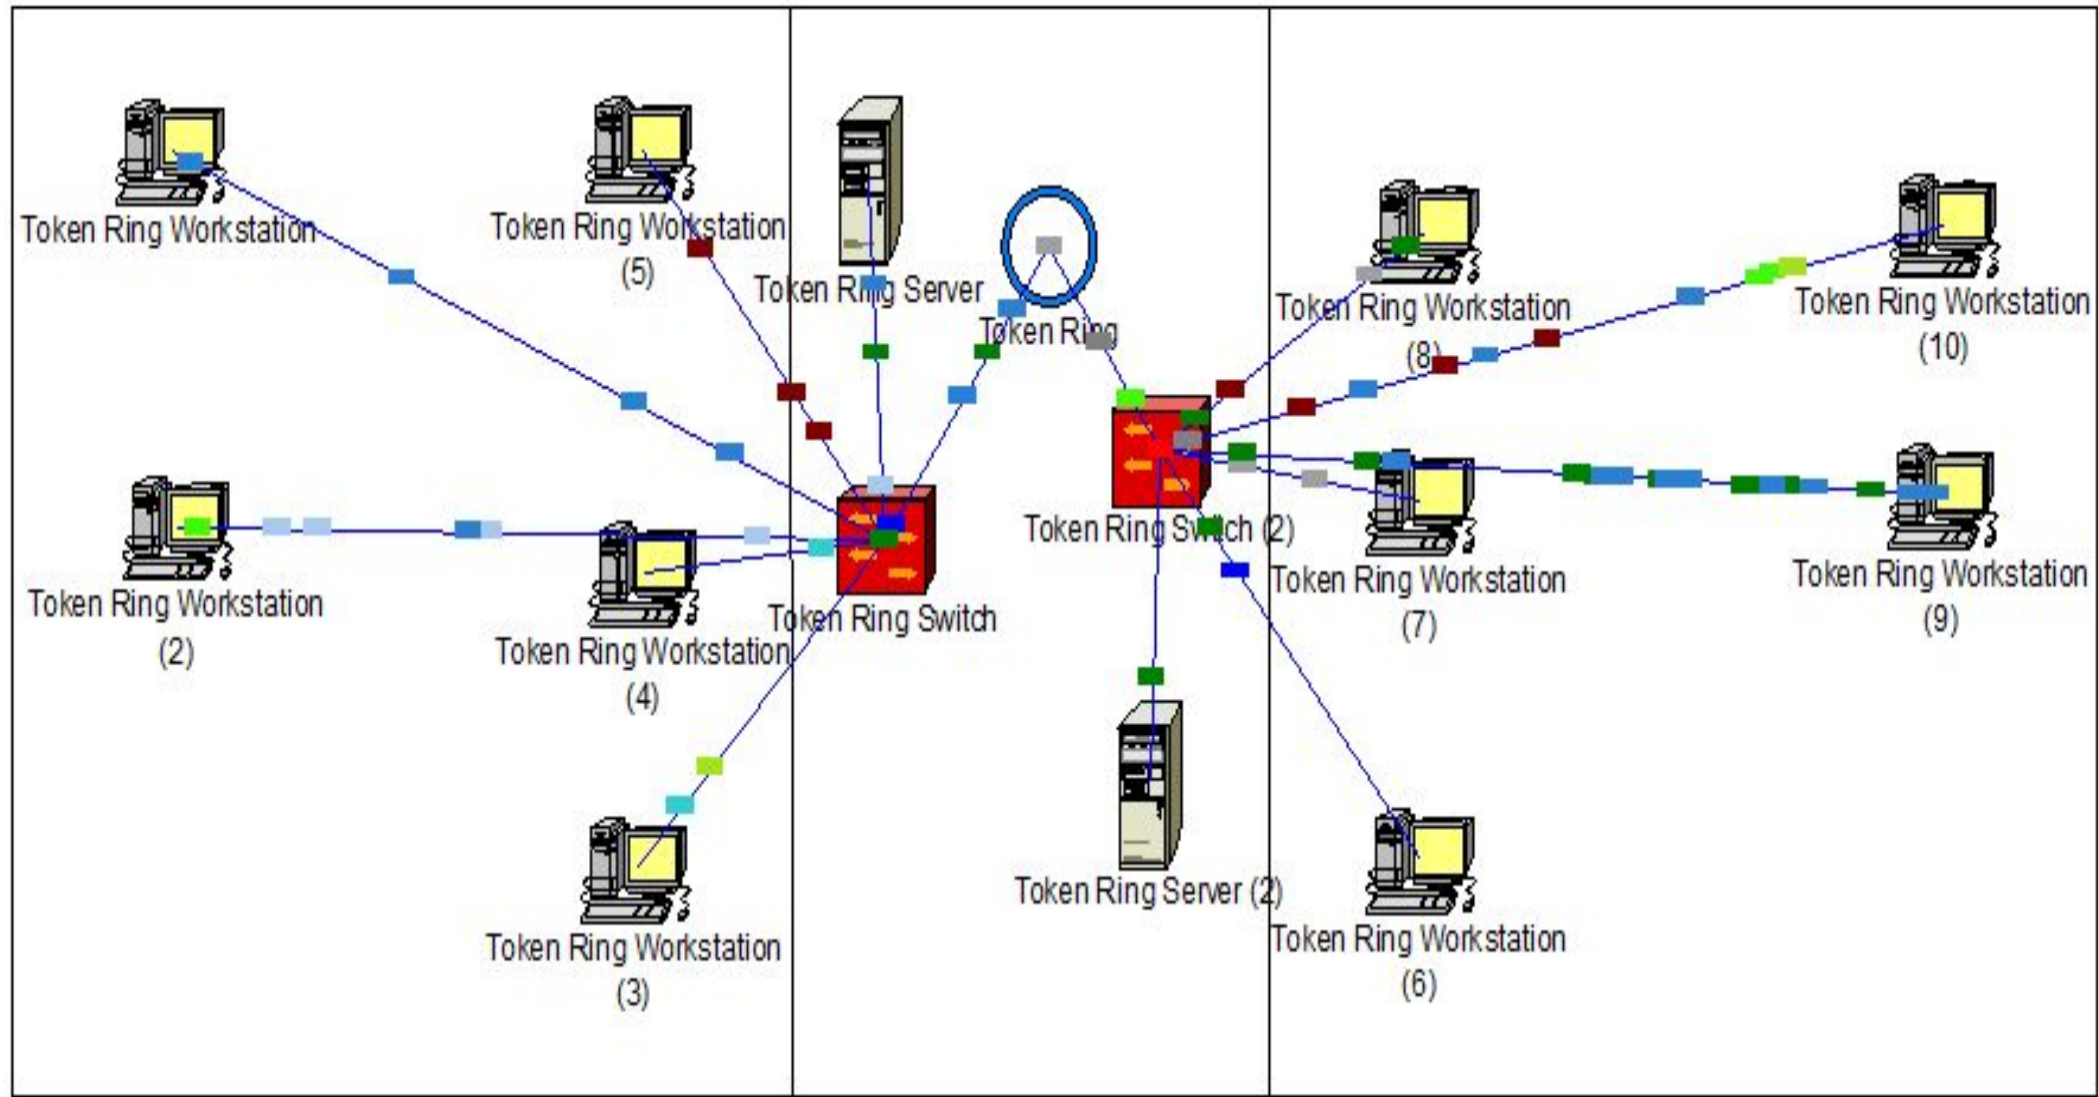 Token Ring Workstation
Token Ring Workstation
(5)
Token Ring Server
Token Ring
Token Ring Workstation
(8)
Token Ring Workstation
(10)
Token Ring Workstation
(2)
Token Ring Workstation
(4)
Token Ring Switch
Token Ring Switch (2)
Token Ring Workstation
(7)
Token Ring Workstation
(9)
Token Ring Workstation
(3)
Token Ring Server (2)
Token Ring Workstation
(6)